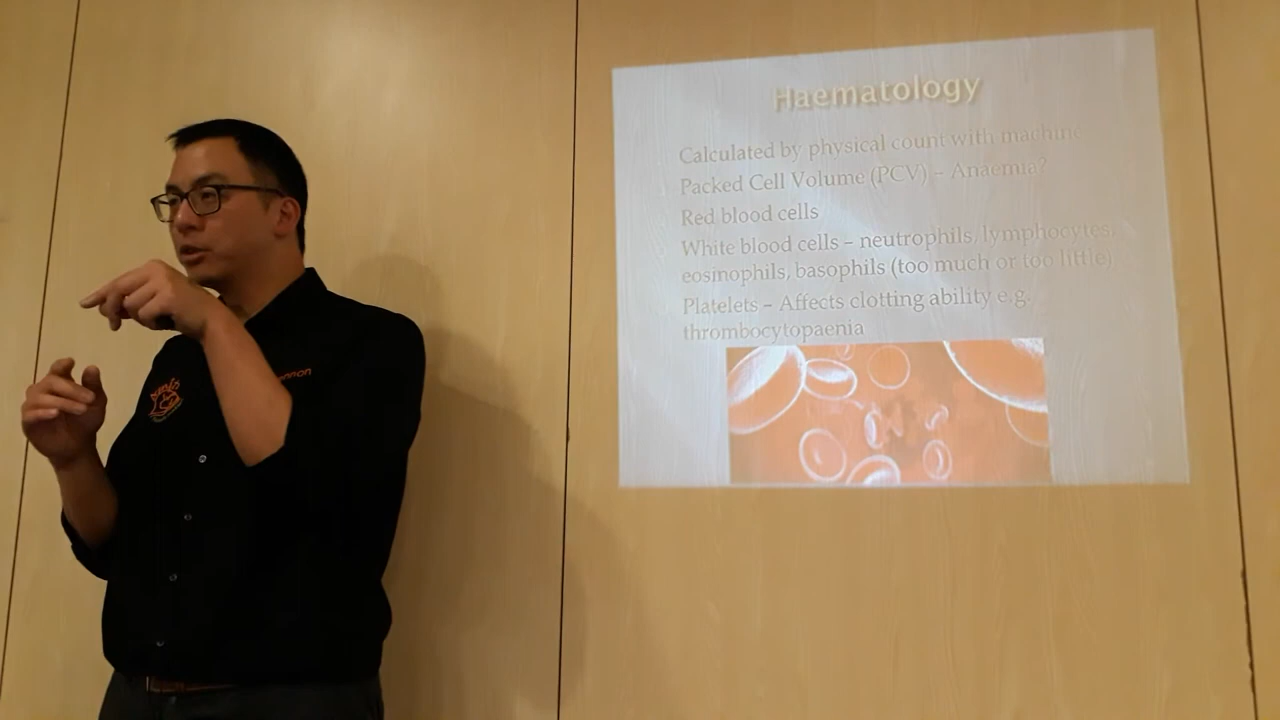 Haematology
Calculated by physical count with machine
Packed Cell Volume (PCV) – Anaemia?
Red blood cells
White blood cells – neutrophils, lymphocytes,
eosinophils, basophils (too much or too little)
Platelets – Affects clotting ability e.g.
thrombocytopaenia